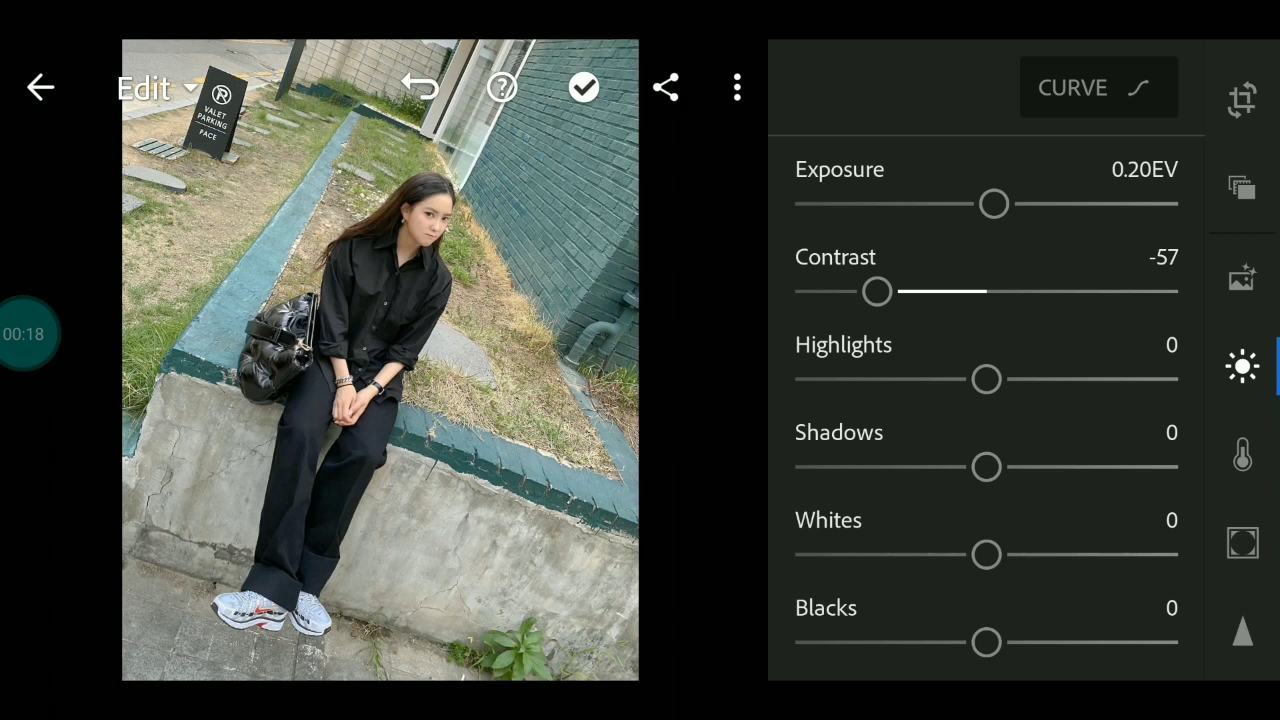 Edit
VALET
PARKING
PACE
00:18
CURVE
Exposure 0.20EV
Contrast -57
Highlights 0
Shadows 0
Whites 0
Blacks 0